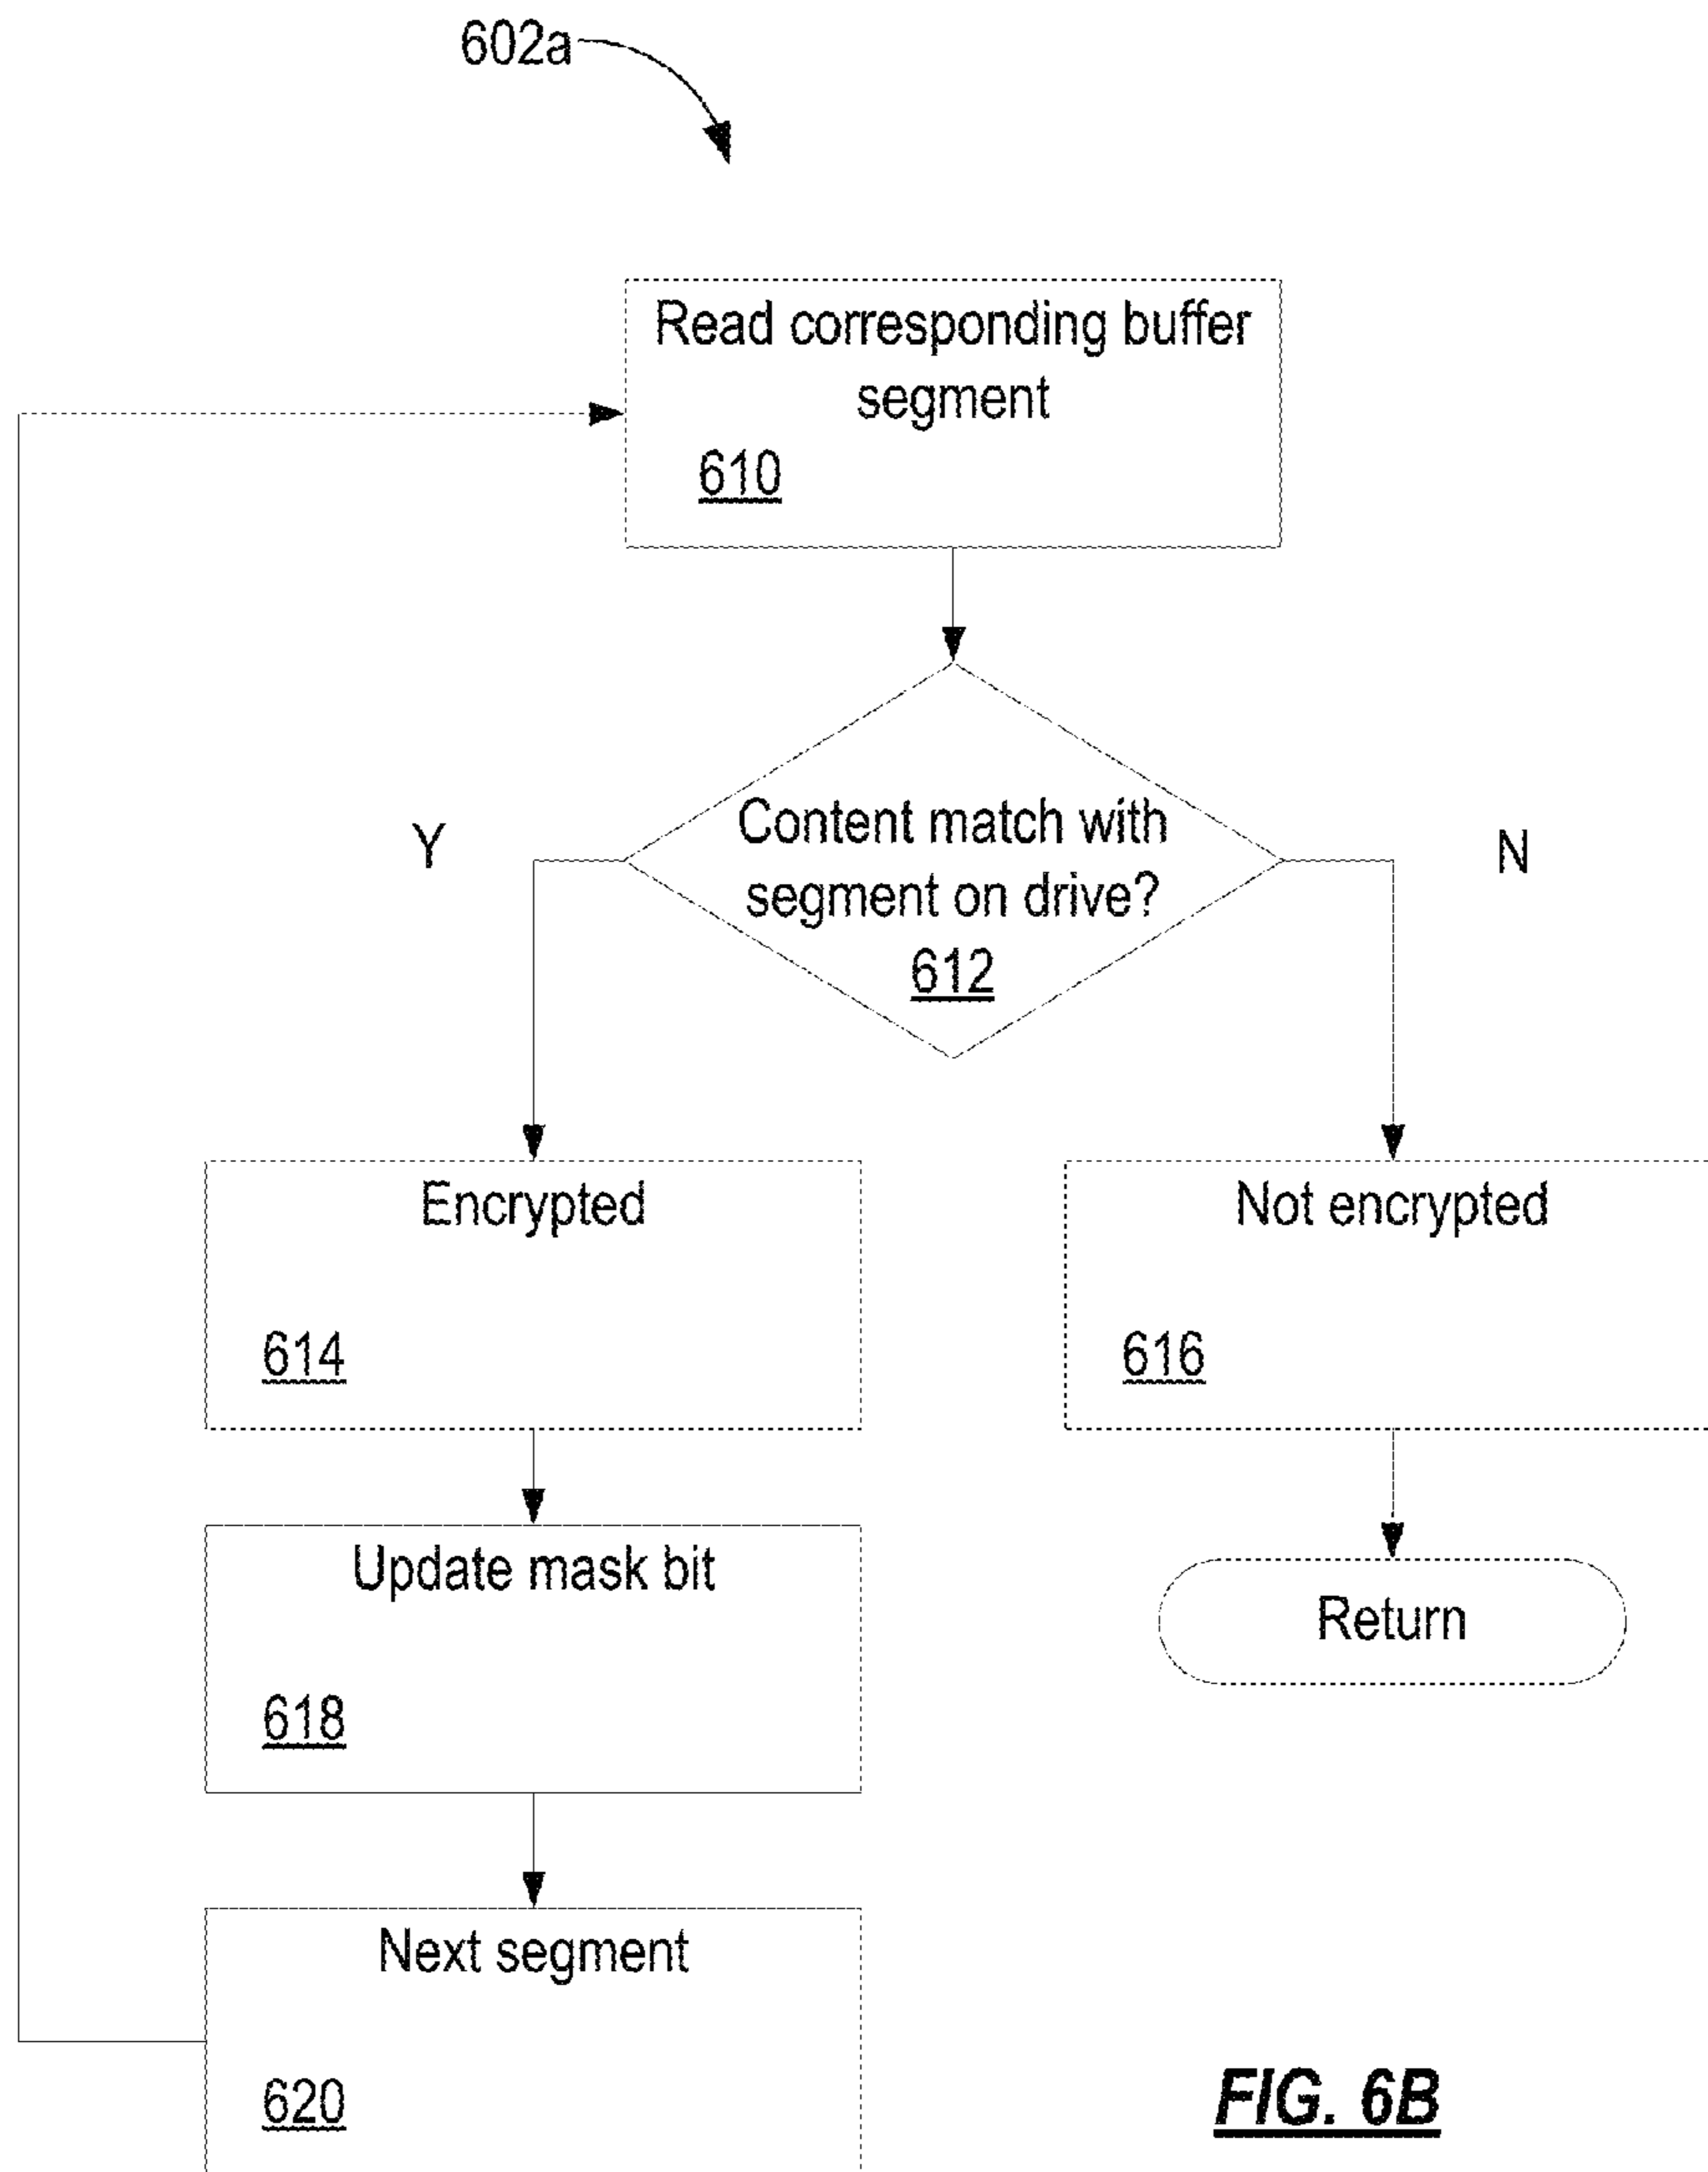 602a
Read corresponding buffer
segment
610
Content match with
segment on drive?
612
Y
N
Encrypted
614
Not encrypted
616
Update mask bit
618
Return
Next segment
620
FIG. 6B